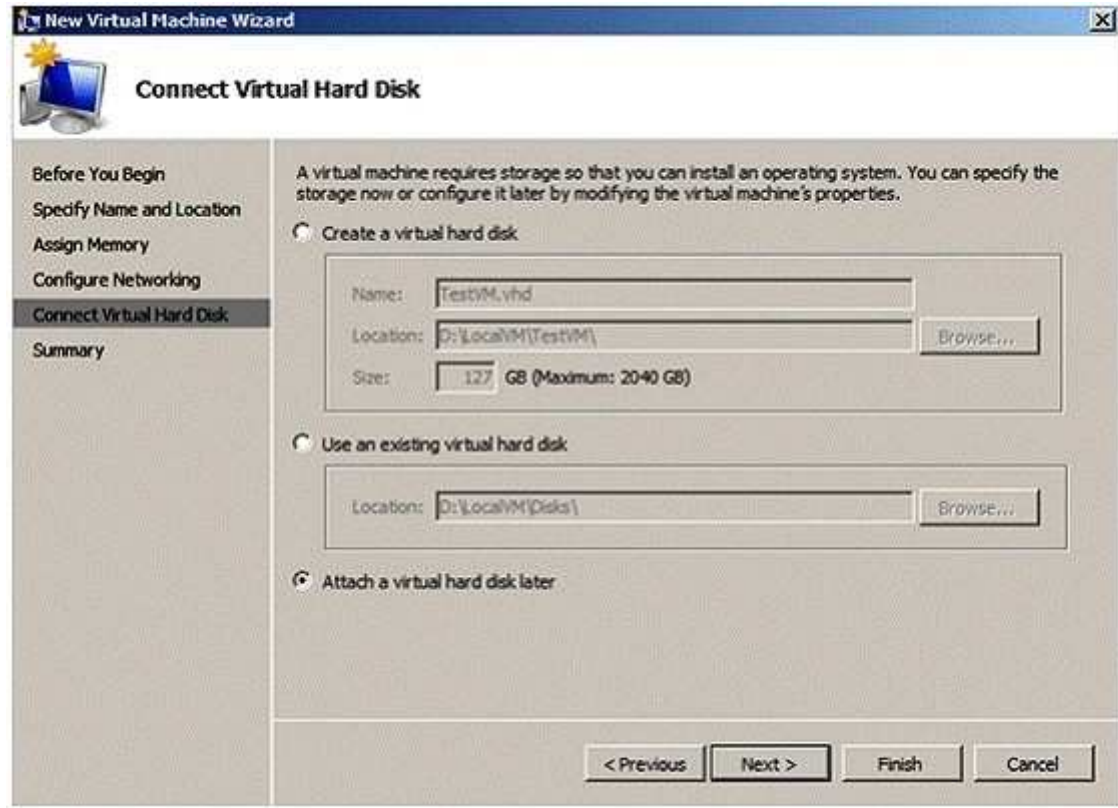 New Virtual Machine Wizard
Connect Virtual Hard Disk
Before You Begin
Specify Name and Location
Assign Memory
Configure Networking
Connect Virtual Hard Disk
Summary
A virtual machine requires storage so that you can install an operating system. You can specify the
storage now or configure it later by modifying the virtual machine's properties.
Create a virtual hard disk
Name: TestVM.vhd
Location: D:\LocalVM\TestVM\ Browse...
Size: 127 GB (Maximum: 2040 GB)
Use an existing virtual hard disk
Location: D:\LocalVM\Disks\ Browse...
Attach a virtual hard disk later
< Previous Next > Finish Cancel